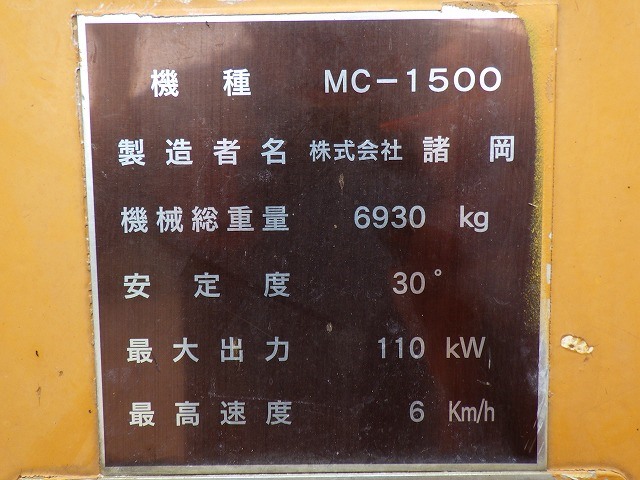 機種 MC-1500
製造者名 株式会社 諸岡
機械総重量 6930 kg
安定度 30°
最大出力 110 kW
最高速度 6 Km/h